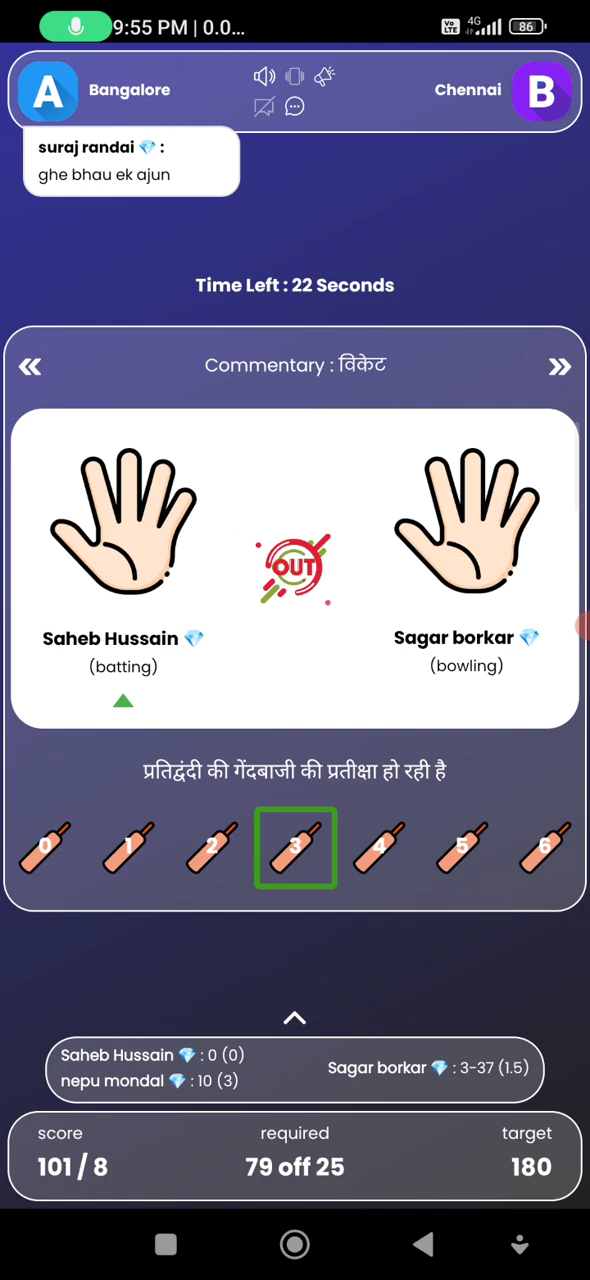 9:55 PM | 0.0...
Vo LTE
4G
86
A
Bangalore
Chennai
B
suraj randai 💎 :
ghe bhau ek ajun
Time Left : 22 Seconds
Commentary : विकेट
OUT
Saheb Hussain 💎
(batting)
Sagar borkar 💎
(bowling)
प्रतिद्वंदी की गेंदबाजी की प्रतीक्षा हो रही है
0 1 2 3 4 5 6
Saheb Hussain 💎 : 0 (0)
nepu mondal 💎 : 10 (3)
Sagar borkar 💎 : 3-37 (1.5)
score
required
target
101 / 8
79 off 25
180